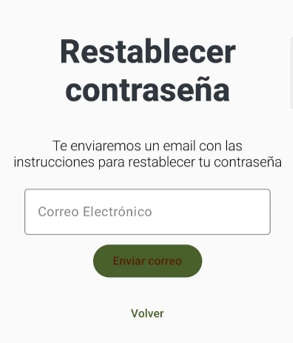 Restablecer
contraseña
Te enviaremos un email con las
instrucciones para restablecer tu contraseña
Correo Electrónico
Enviar correo
Volver